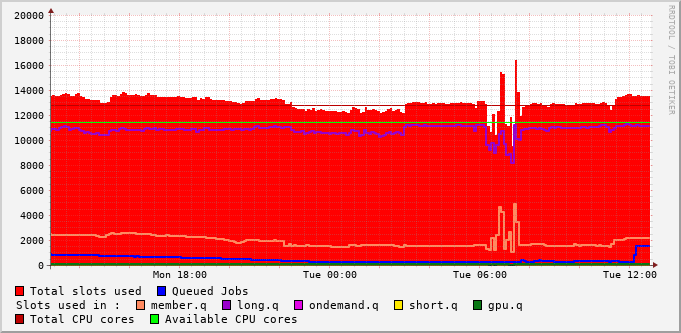 RRDTOOL / TOBI OETIKER
20000
18000
16000
14000
12000
10000
8000
6000
4000
2000
0
Mon 18:00 Tue 00:00 Tue 06:00 Tue 12:00
Total slots used Queued Jobs
Slots used in : member.q long.q ondemand.q short.q gpu.q
Total CPU cores Available CPU cores